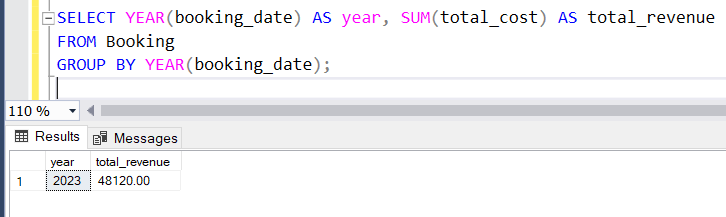 SELECT YEAR(booking_date) AS year, SUM(total_cost) AS total_revenue
FROM Booking
GROUP BY YEAR(booking_date);
110 %
Results Messages
year total_revenue
1 2023 48120.00